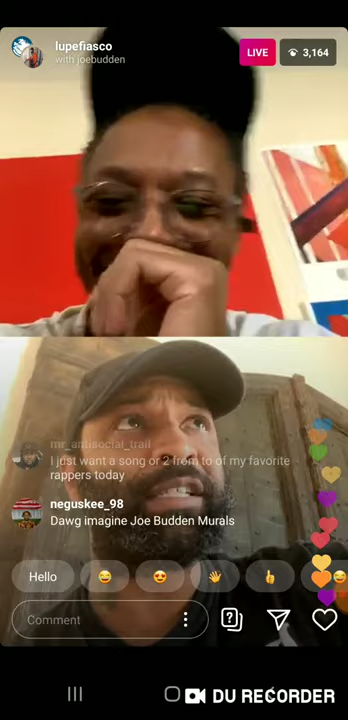 lupefiasco
with joebudden
LIVE
3,164
mr_antisocial_trail
I just want a song or 2 from to of my favorite
rappers today
neguskee_98
Dawg imagine Joe Budden Murals
Hello
Comment
DU RECORDER